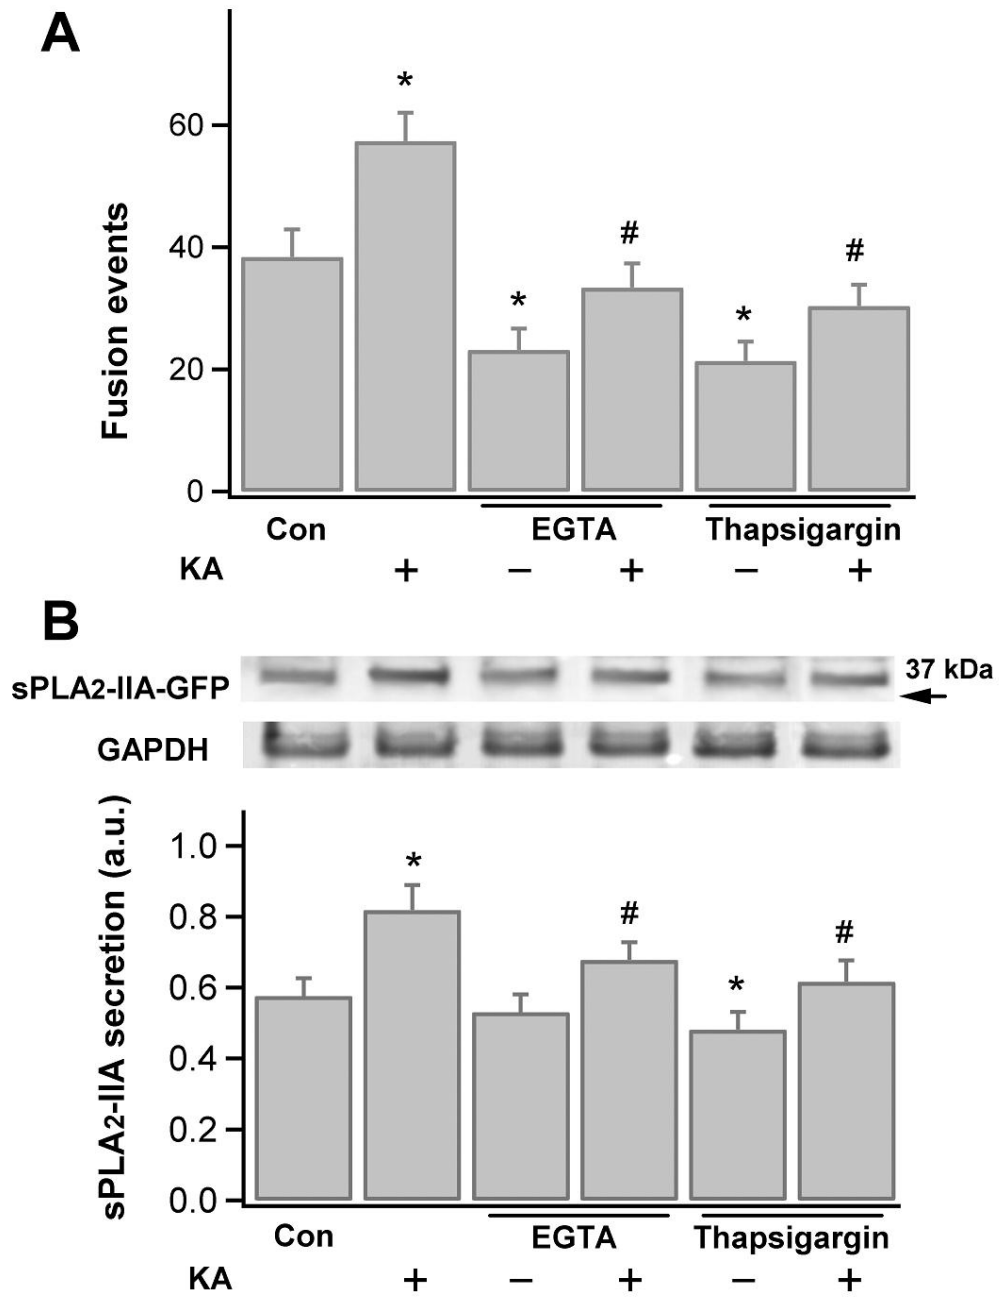 A
*
60
*
#
#
40
*
*
20
0
Fusion events
Con
EGTA
Thapsigargin
KA + − + − +
B
37 kDa
sPLA2-IIA-GFP
GAPDH
sPLA2-IIA secretion (a.u.)
1.0
*
0.8
#
#
0.6
*
0.4
0.2
0.0
Con
EGTA
Thapsigargin
KA + − + − +